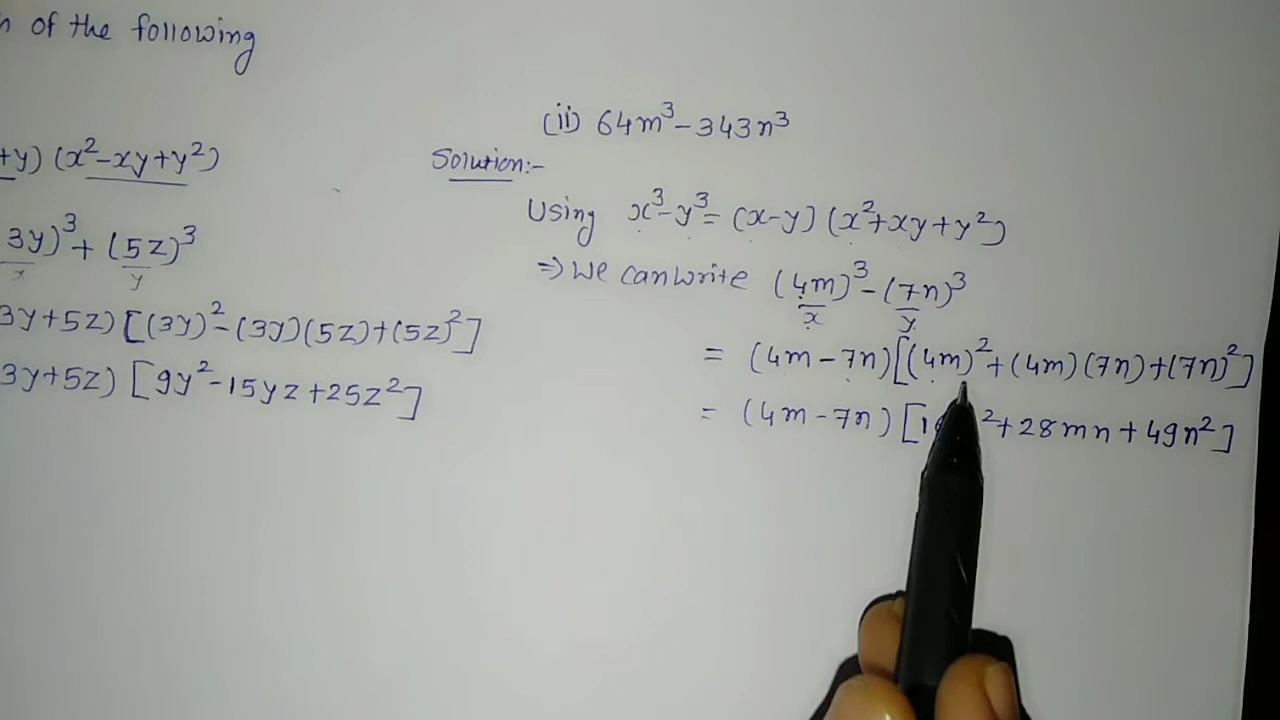 of the following
+y) (x²-xy+y²)
3y)³+ (5z)³
x y
3y+5z) [(3y)²-(3y)(5z)+(5z)²]
3y+5z) [9y²-15yz+25z²]
(ii) 64m³-343n³
Solution:-
Using x³-y³= (x-y) (x²+xy+y²)
⇒ We can write (4m)³-(7n)³
x y
= (4m-7n)[(4m)²+(4m)(7n)+(7n)²]
= (4m-7n) [1 ²+28mn+49n²]